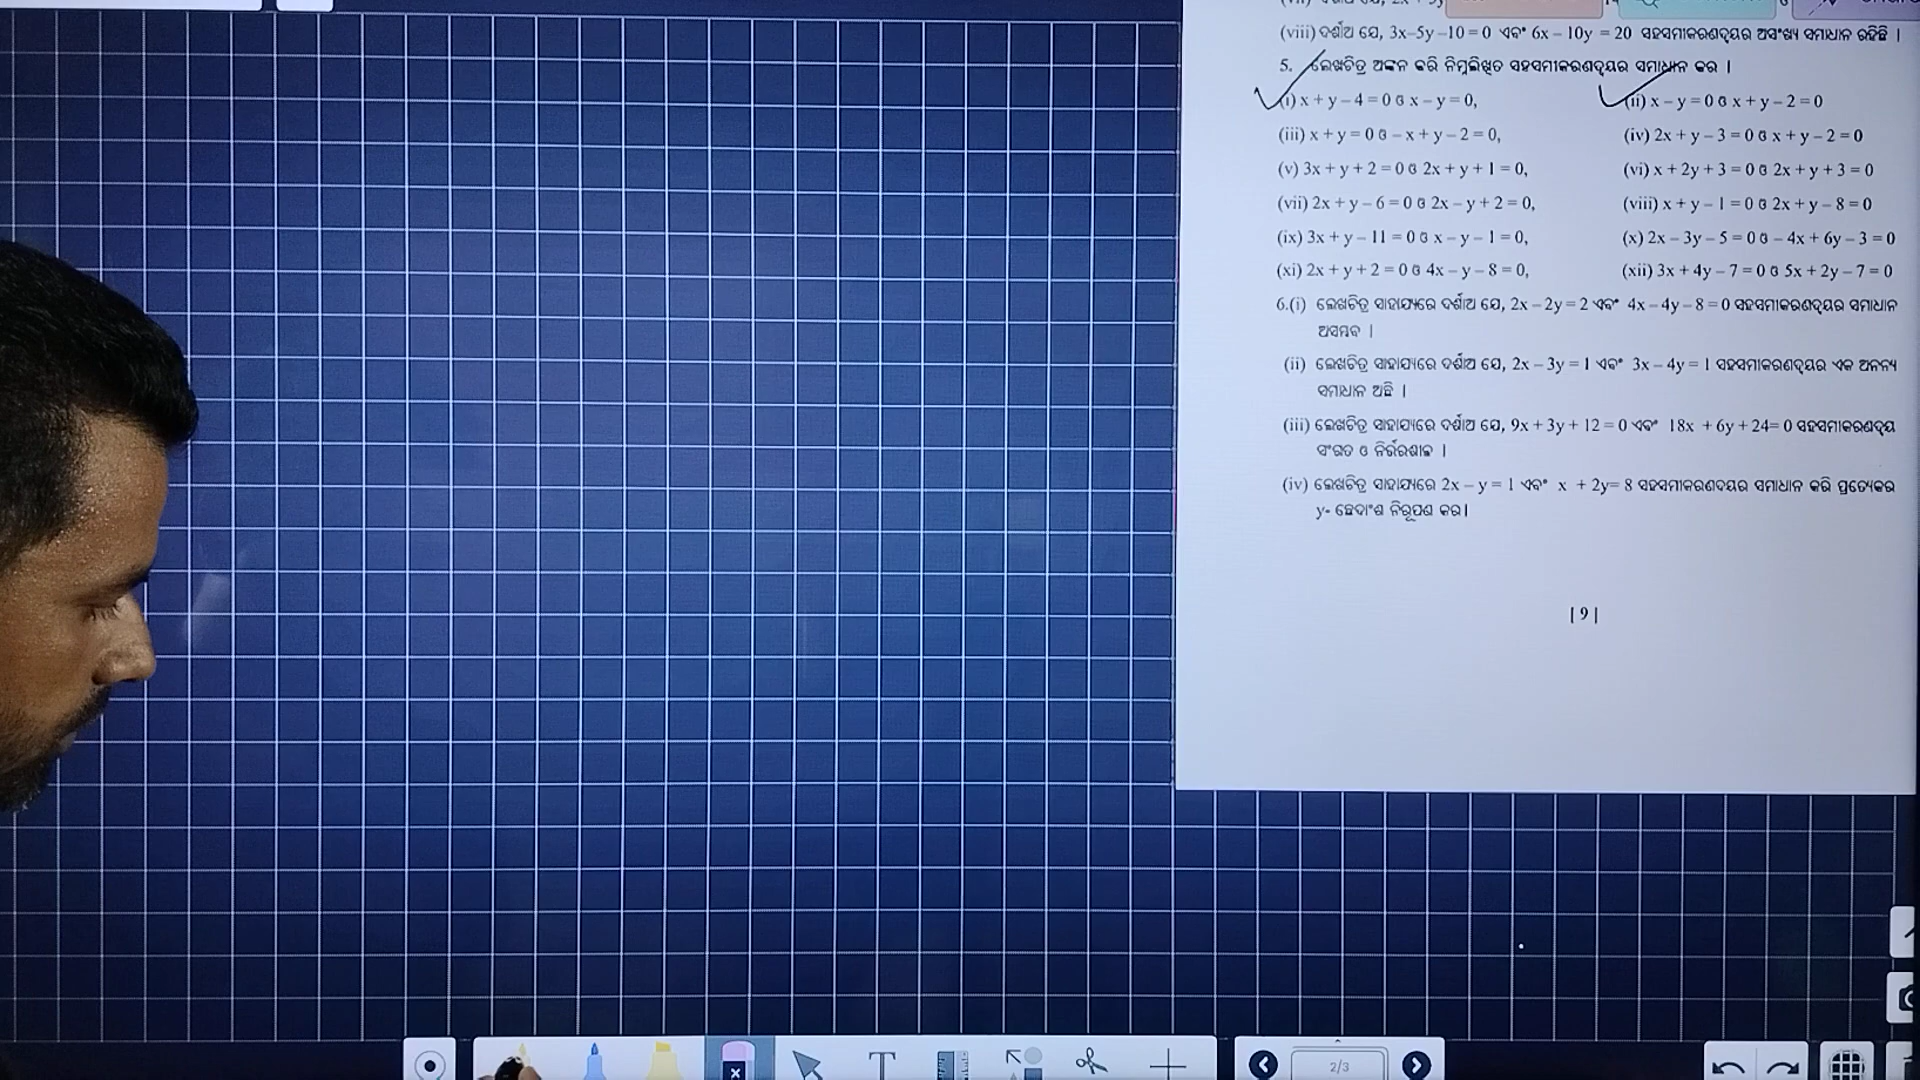 (viii) ଦର୍ଶାଅ ଯେ, 3x–5y –10 = 0 ଏବଂ 6x – 10y = 20 ସହସମୀକରଣଦ୍ୱୟର ଅସଂଖ୍ୟ ସମାଧାନ ରହିଛି ।
5. ଲେଖଚିତ୍ର ଅଙ୍କନ କରି ନିମ୍ନଲିଖିତ ସହସମୀକରଣଦ୍ୱୟର ସମାଧାନ କର ।
(i) x + y – 4 = 0 ଓ x – y = 0, (ii) x – y = 0 ଓ x + y – 2 = 0
(iii) x + y = 0 ଓ – x + y – 2 = 0, (iv) 2x + y – 3 = 0 ଓ x + y – 2 = 0
(v) 3x + y + 2 = 0 ଓ 2x + y + 1 = 0, (vi) x + 2y + 3 = 0 ଓ 2x + y + 3 = 0
(vii) 2x + y – 6 = 0 ଓ 2x – y + 2 = 0, (viii) x + y – 1 = 0 ଓ 2x + y – 8 = 0
(ix) 3x + y – 11 = 0 ଓ x – y – 1 = 0, (x) 2x – 3y – 5 = 0 ଓ – 4x + 6y – 3 = 0
(xi) 2x + y + 2 = 0 ଓ 4x – y – 8 = 0, (xii) 3x + 4y – 7 = 0 ଓ 5x + 2y – 7 = 0
6.(i) ଲେଖଚିତ୍ର ସାହାଯ୍ୟରେ ଦର୍ଶାଅ ଯେ, 2x – 2y = 2 ଏବଂ 4x – 4y – 8 = 0 ସହସମୀକରଣଦ୍ୱୟର ସମାଧାନ
ଅସମ୍ଭବ ।
(ii) ଲେଖଚିତ୍ର ସାହାଯ୍ୟରେ ଦର୍ଶାଅ ଯେ, 2x – 3y = 1 ଏବଂ 3x – 4y = 1 ସହସମୀକରଣଦ୍ୱୟର ଏକ ଅନନ୍ୟ
ସମାଧାନ ଅଛି ।
(iii) ଲେଖଚିତ୍ର ସାହାଯ୍ୟରେ ଦର୍ଶାଅ ଯେ, 9x + 3y + 12 = 0 ଏବଂ 18x + 6y + 24= 0 ସହସମୀକରଣଦ୍ୱୟ
ସଂଗତ ଓ ନିର୍ଭରଶୀଳ ।
(iv) ଲେଖଚିତ୍ର ସାହାଯ୍ୟରେ 2x – y = 1 ଏବଂ x + 2y= 8 ସହସମୀକରଣଦ୍ୱୟର ସମାଧାନ କରି ପ୍ରତ୍ୟେକର
y- ଛେଦାଂଶ ନିରୂପଣ କର।
[ 9 ]
2/3